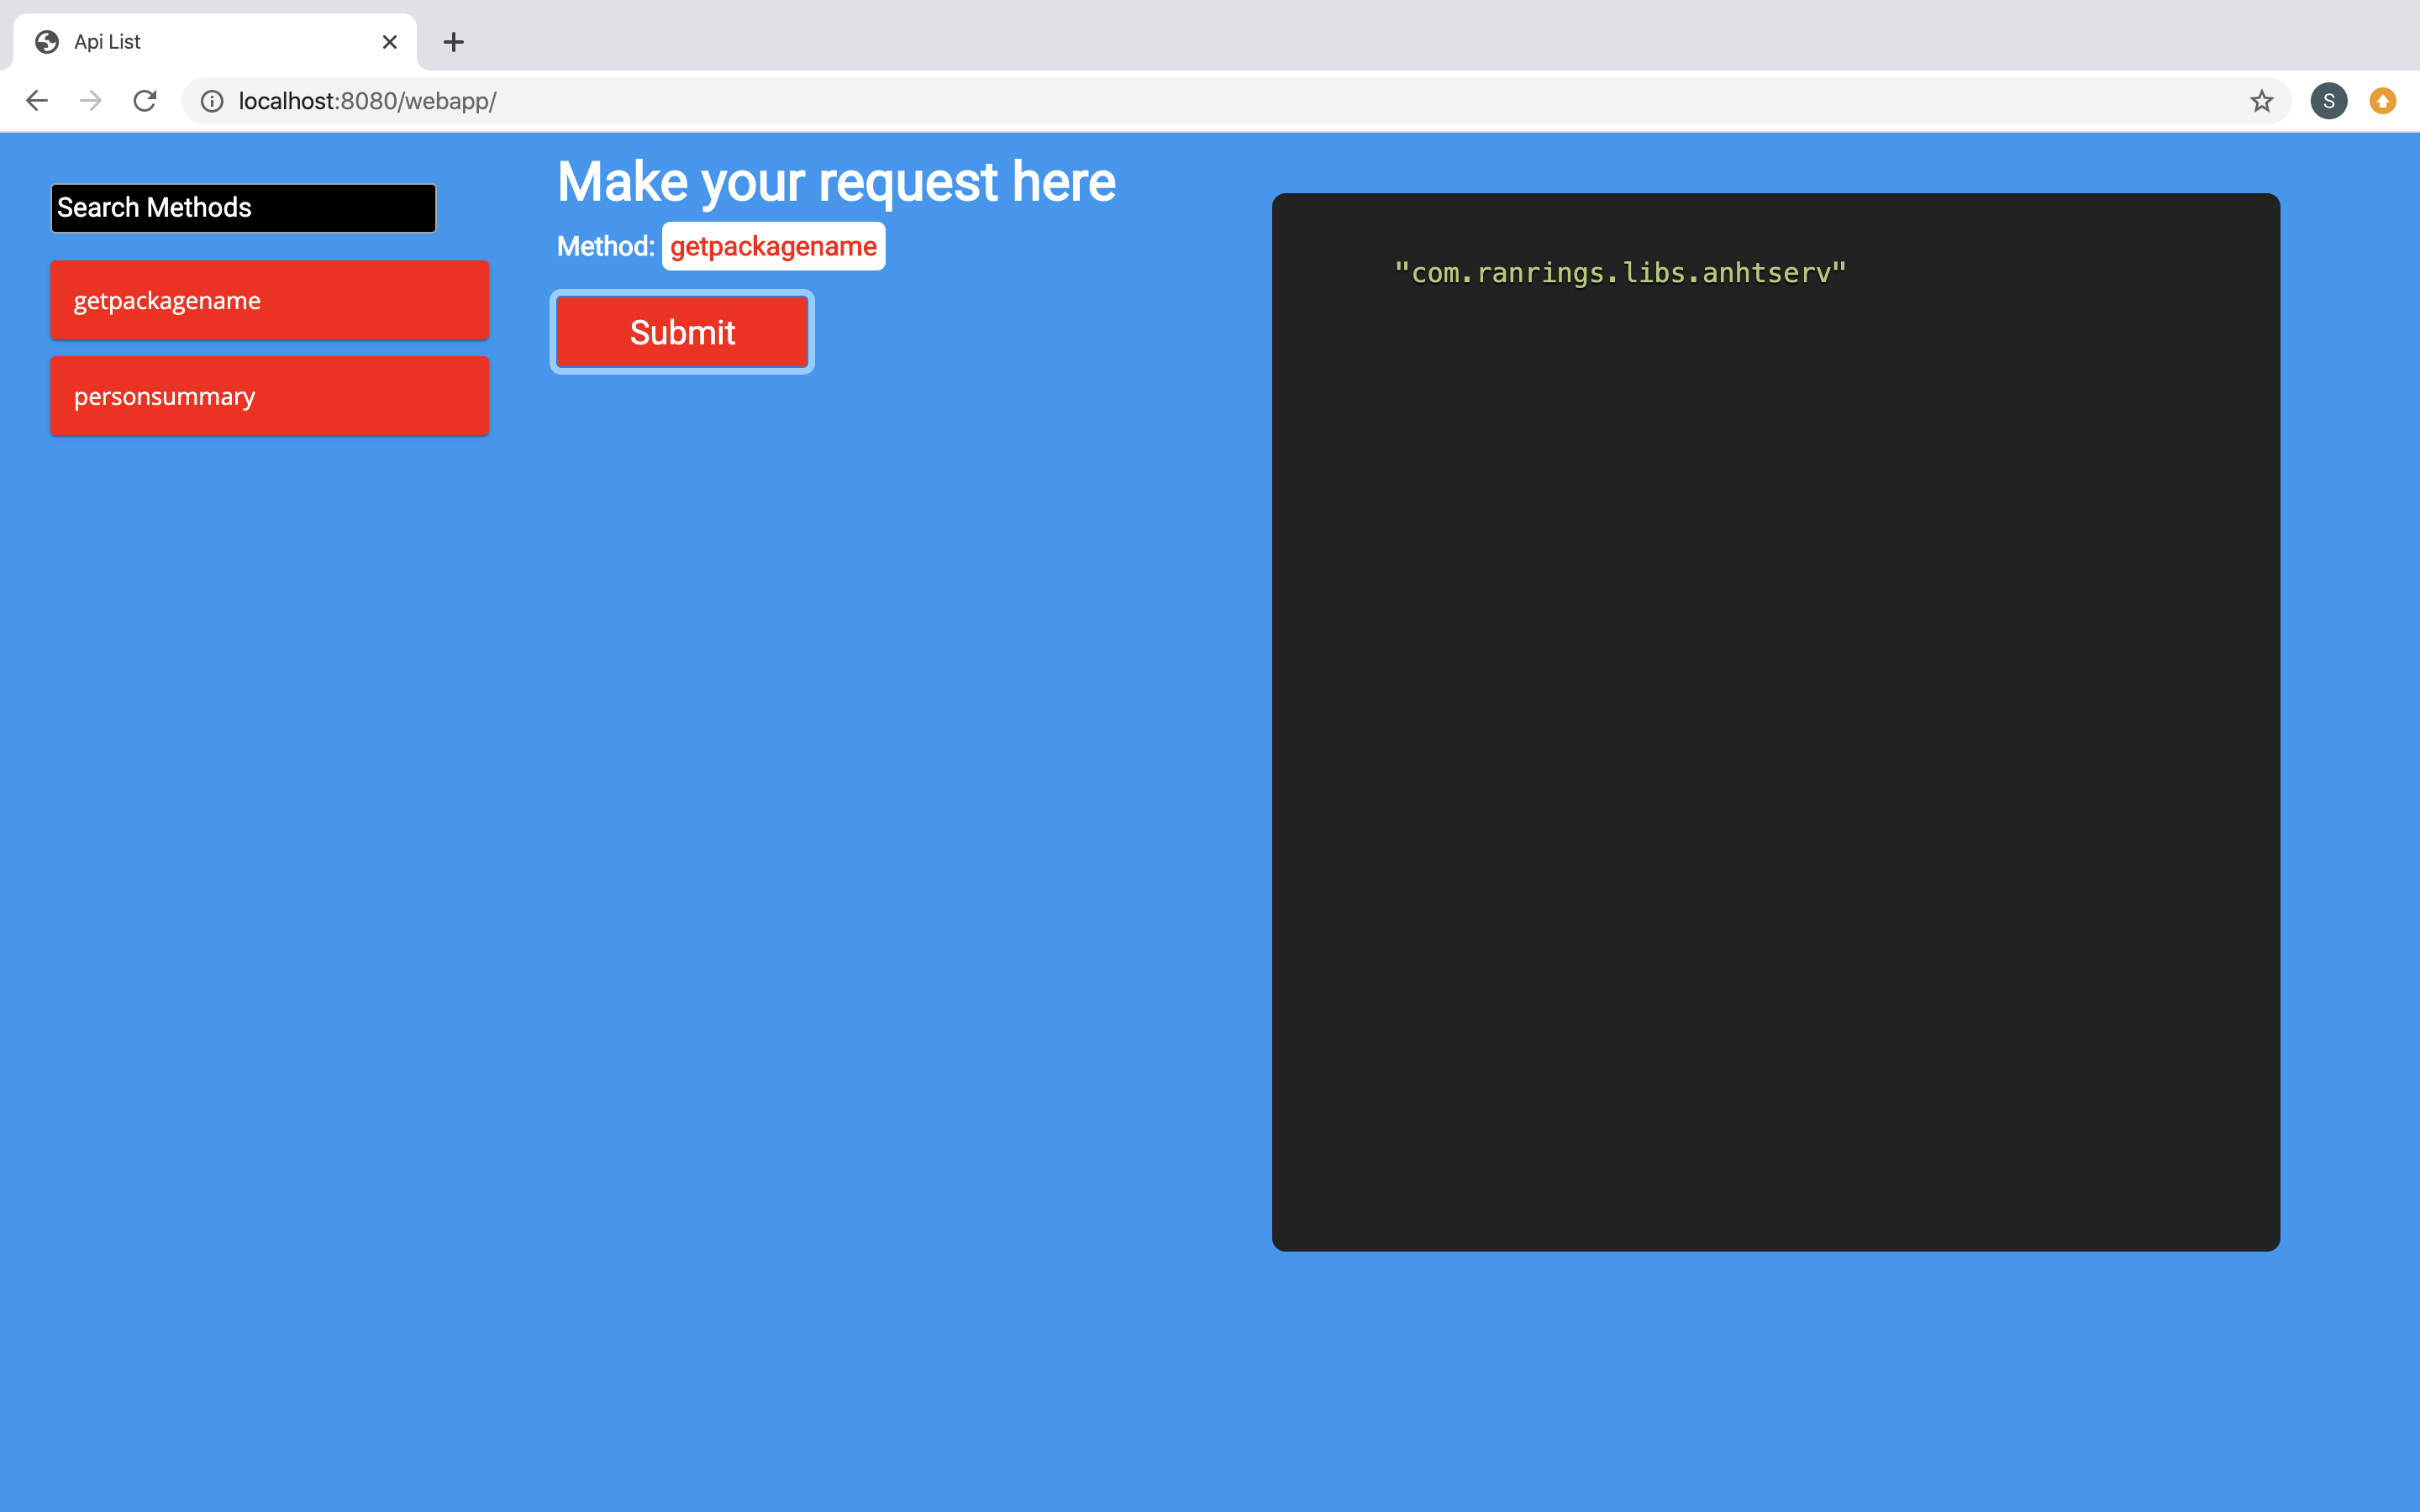 Api List
localhost:8080/webapp/
S
Search Methods
getpackagename
personsummary
Make your request here
Method: getpackagename
Submit
"com.ranrings.libs.anhtserv"